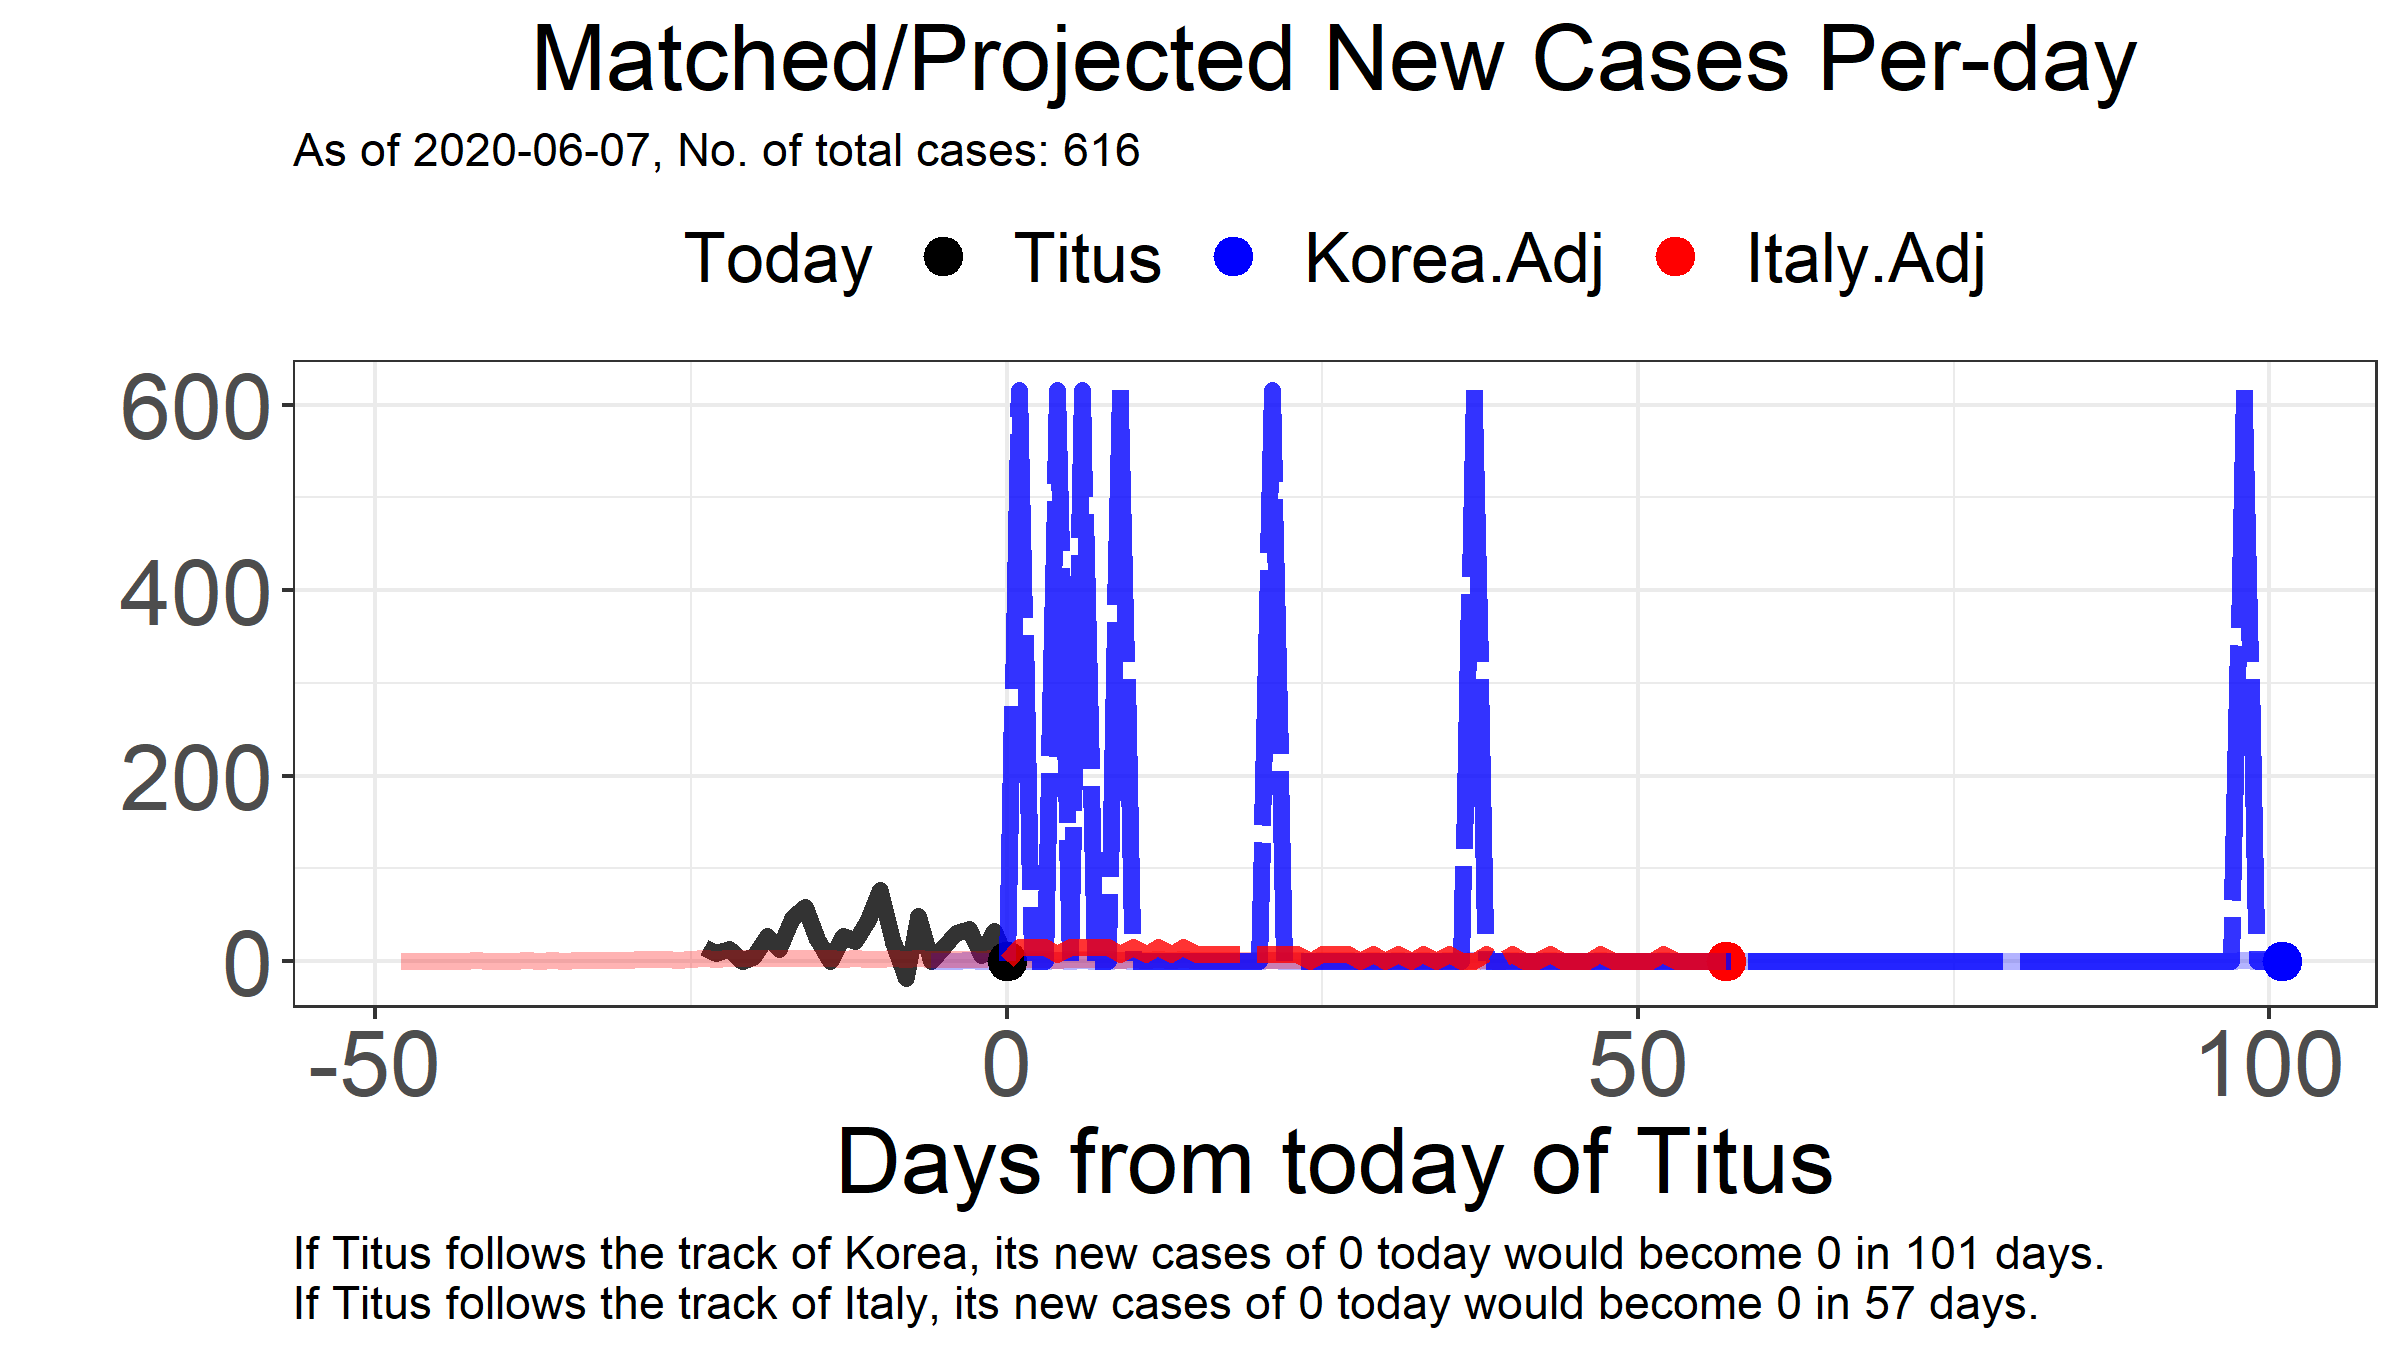 Matched/Projected New Cases Per-day
As of 2020-06-07, No. of total cases: 616
Today Titus Korea.Adj Italy.Adj
600
400
200
0
-50 0 50 100
Days from today of Titus
If Titus follows the track of Korea, its new cases of 0 today would become 0 in 101 days.
If Titus follows the track of Italy, its new cases of 0 today would become 0 in 57 days.